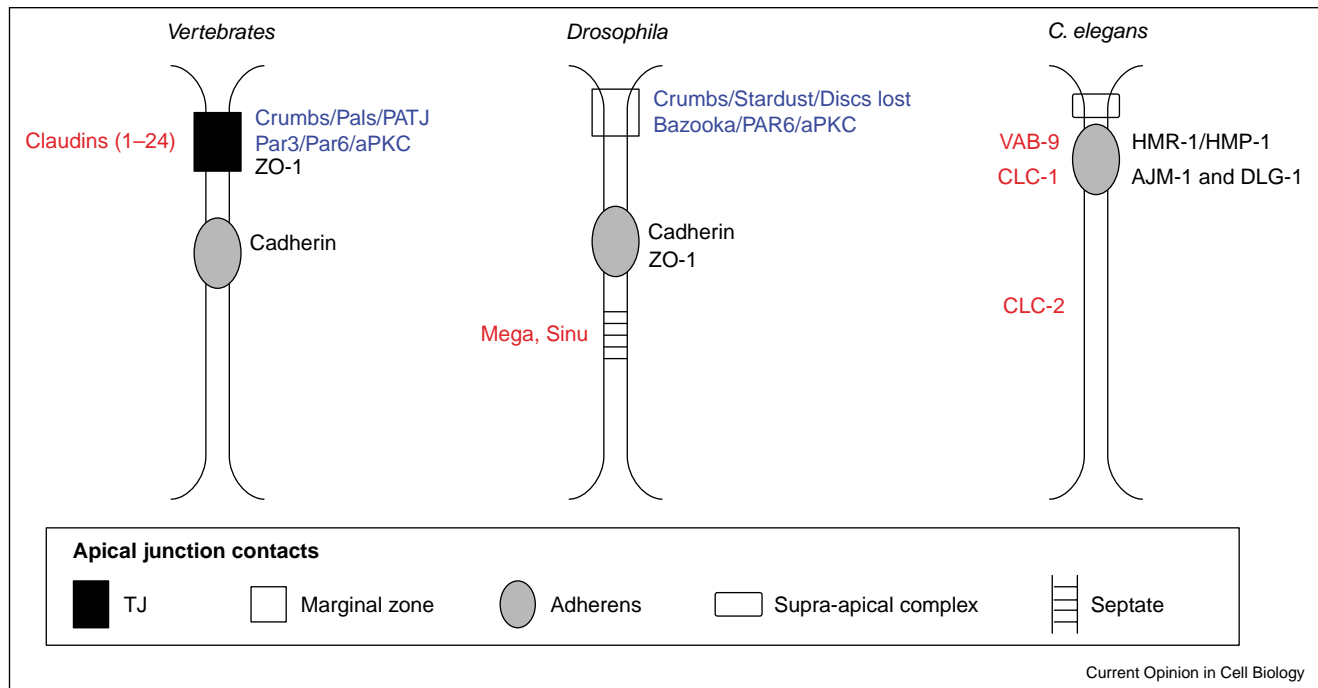 Vertebrates
Drosophila
C. elegans
Claudins (1–24)
Crumbs/Pals/PATJ
Par3/Par6/aPKC
ZO-1
Cadherin
Crumbs/Stardust/Discs lost
Bazooka/PAR6/aPKC
Cadherin
ZO-1
Mega, Sinu
VAB-9
HMR-1/HMP-1
CLC-1
AJM-1 and DLG-1
CLC-2
Apical junction contacts
TJ
Marginal zone
Adherens
Supra-apical complex
Septate
Current Opinion in Cell Biology